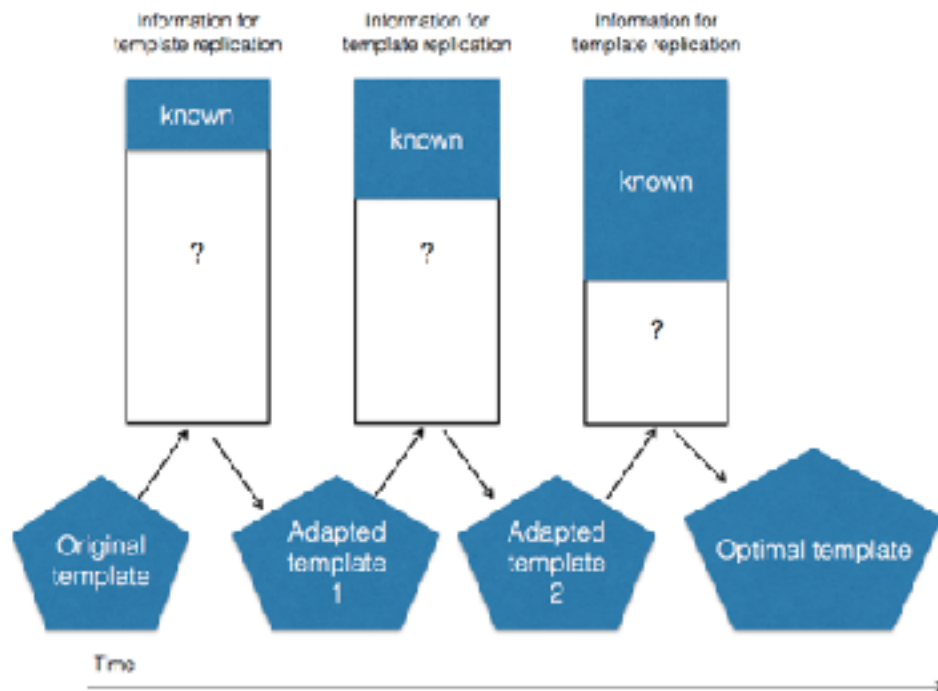 Information for
template replication
Information for
template replication
Information for
template replication
known
known
known
?
?
?
Original
template
Adapted
template
1
Adapted
template
2
Optimal template
Time